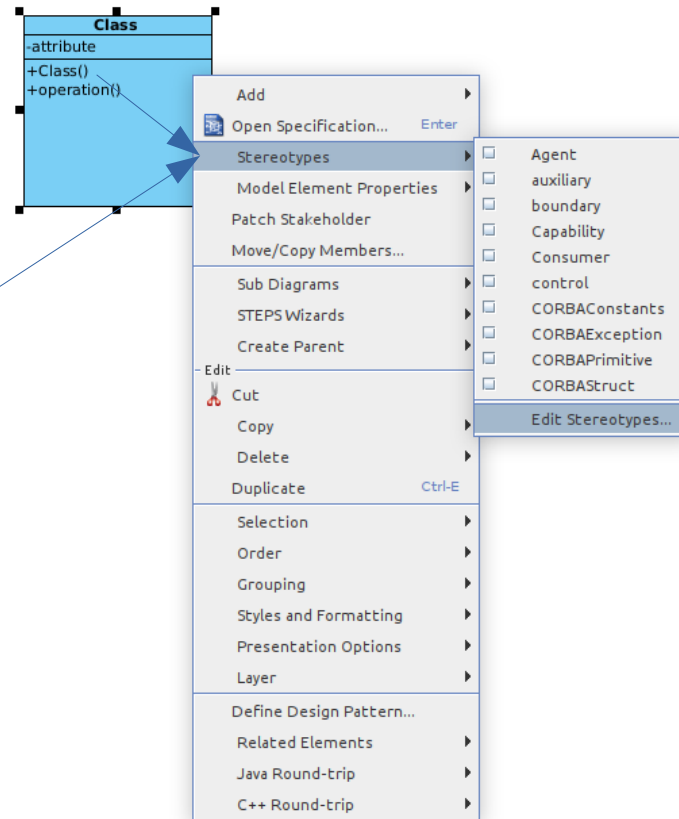 Class
-attribute
+Class()
+operation()
Add
Open Specification... Enter
Stereotypes
Model Element Properties
Patch Stakeholder
Move/Copy Members...
Sub Diagrams
STEPS Wizards
Create Parent
Edit
Cut
Copy
Delete
Duplicate Ctrl-E
Selection
Order
Grouping
Styles and Formatting
Presentation Options
Layer
Define Design Pattern...
Related Elements
Java Round-trip
C++ Round-trip
Agent
auxiliary
boundary
Capability
Consumer
control
CORBAConstants
CORBAException
CORBAPrimitive
CORBAStruct
Edit Stereotypes...